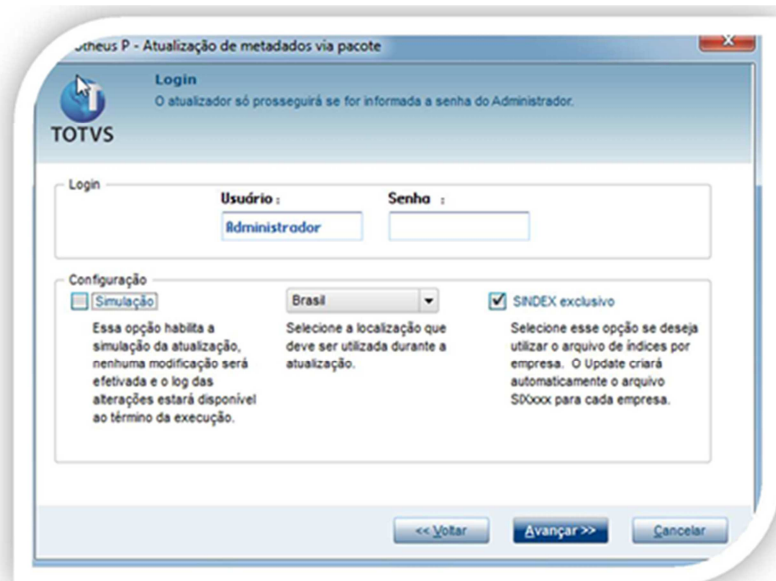 otheus P - Atualização de metadados via pacote
Login
O atualizador só prosseguirá se for informada a senha do Administrador.
TOTVS
Login
Usuário :
Senha :
Administrador
Configuração
Simulação
Brasil
SINDEX exclusivo
Essa opção habilita a
simulação da atualização,
nenhuma modificação será
efetivada e o log das
alterações estará disponível
ao término da execução.
Selecione a localização que
deve ser utilizada durante a
atualização.
Selecione esse opção se deseja
utilizar o arquivo de índices por
empresa. O Update criará
automaticamente o arquivo
SIXxxx para cada empresa.
<< Voltar
Avançar >>
Cancelar